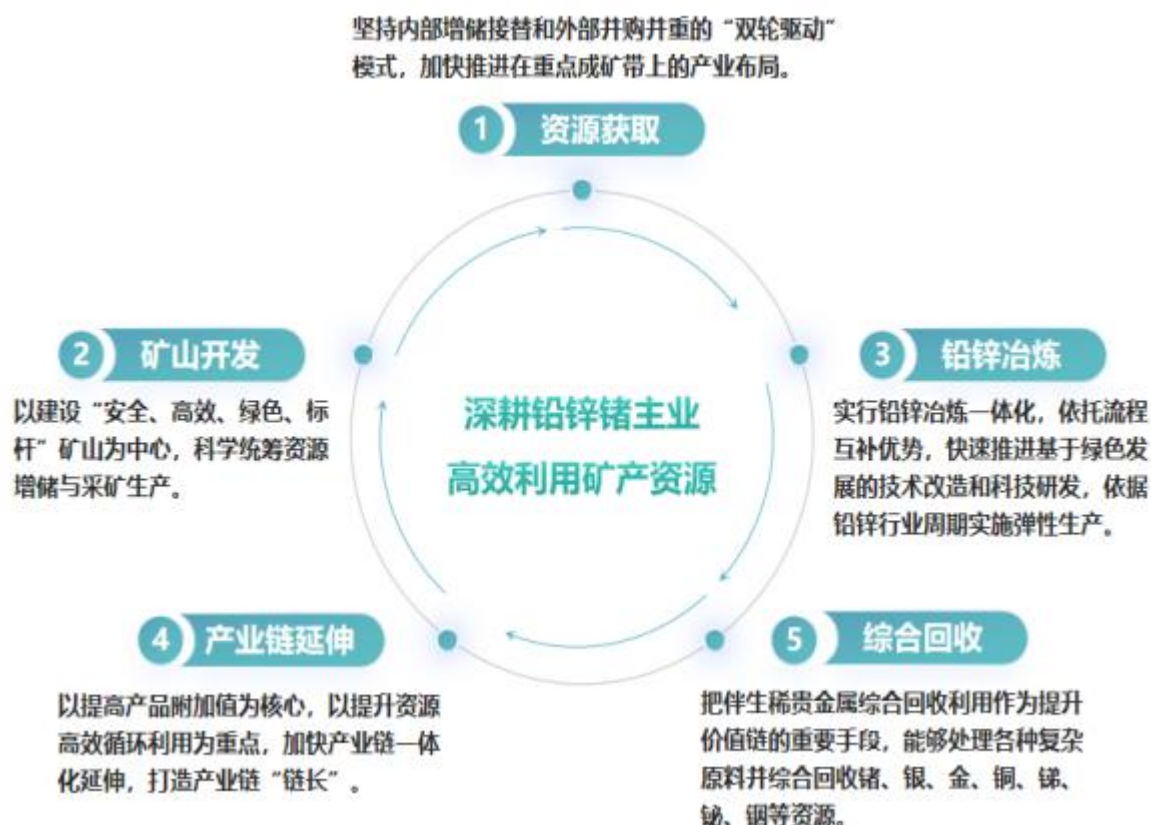 坚持内部增储接替和外部并购并重的“双轮驱动”
模式，加快推进在重点成矿带上的产业布局。
1 资源获取
2 矿山开发
以建设“安全、高效、绿色、标
杆”矿山为中心，科学统筹资源
增储与采矿生产。
深耕铅锌锗主业
高效利用矿产资源
3 铅锌冶炼
实行铅锌冶炼一体化，依托流程
互补优势，快速推进基于绿色发
展的技术改造和科技研发，依据
铅锌行业周期实施弹性生产。
4 产业链延伸
以提高产品附加值为核心，以提升资源
高效循环利用为重点，加快产业链一体
化延伸，打造产业链“链长”。
5 综合回收
把伴生稀贵金属综合回收利用作为提升
价值链的重要手段，能够处理各种复杂
原料并综合回收锗、银、金、铜、锑、
铋、铟等资源。